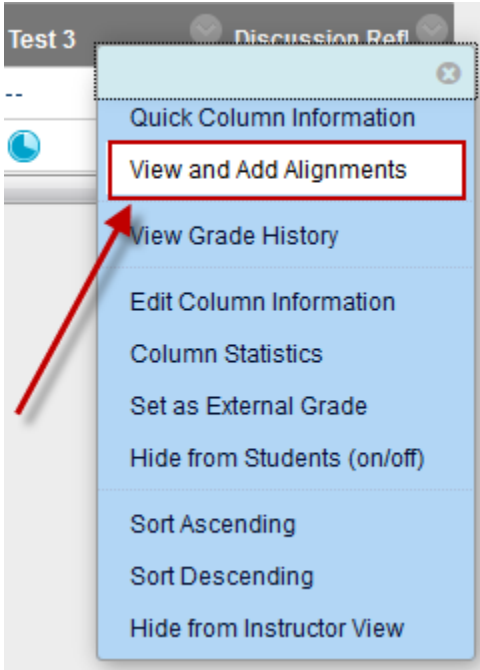 Test 3 Discussion Refl
--
Quick Column Information
View and Add Alignments
View Grade History
Edit Column Information
Column Statistics
Set as External Grade
Hide from Students (on/off)
Sort Ascending
Sort Descending
Hide from Instructor View